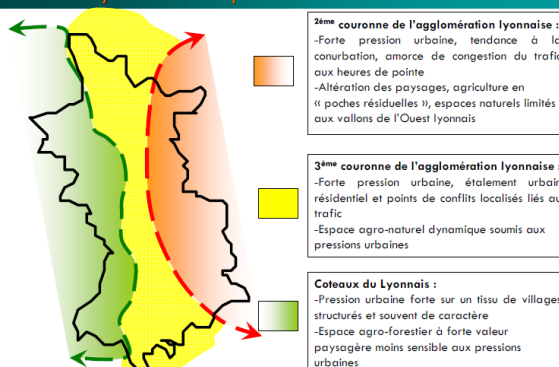 2ème couronne de l'agglomération lyonnaise :
-Forte pression urbaine, tendance à la
conurbation, amorce de congestion du trafic
aux heures de pointe
-Altération des paysages, agriculture en
« poches résiduelles », espaces naturels limités
aux vallons de l'Ouest lyonnais
3ème couronne de l'agglomération lyonnaise :
-Forte pression urbaine, étalement urbain
résidentiel et points de conflits localisés liés au
trafic
-Espace agro-naturel dynamique soumis aux
pressions urbaines
Coteaux du Lyonnais :
-Pression urbaine forte sur un tissu de villages
structurés et souvent de caractère
-Espace agro-forestier à forte valeur
paysagère moins sensible aux pressions
urbaines